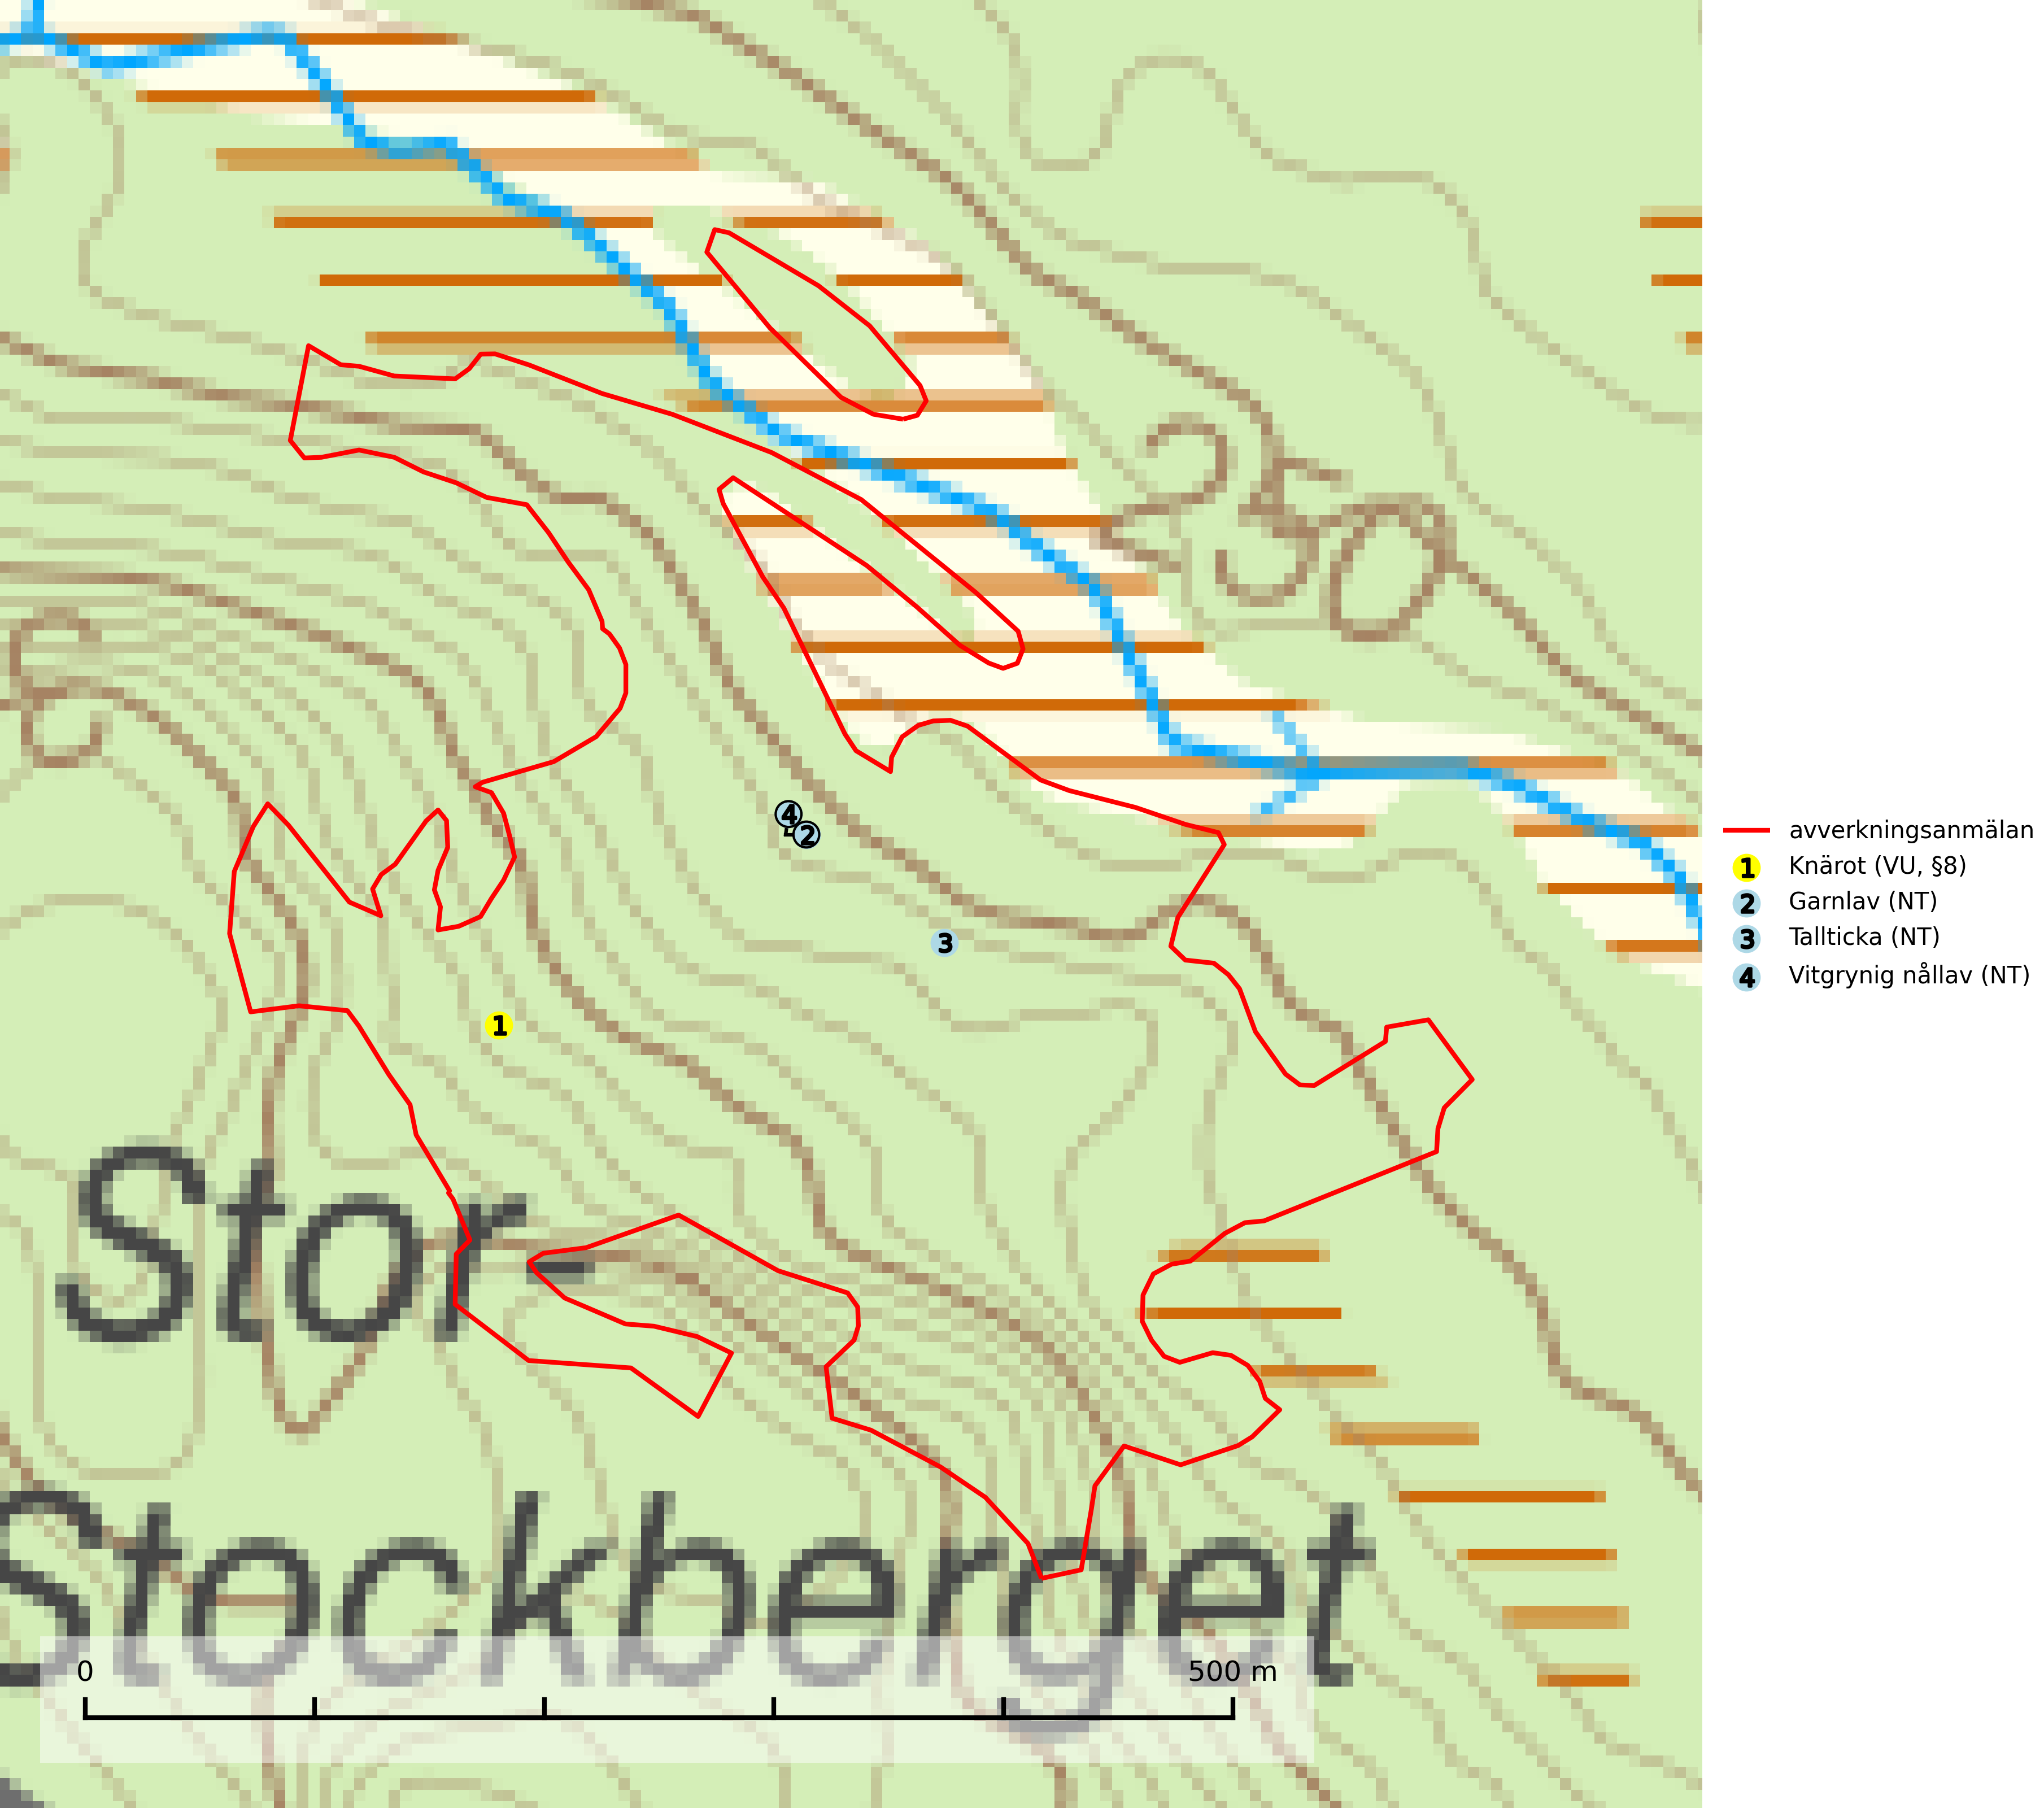 350
Stor
-
Stockberget
0 500 m
4
2
3
1
avverkningsanmälan
1 Knärot (VU, §8)
2 Garnlav (NT)
3 Tallticka (NT)
4 Vitgrynig nållav (NT)